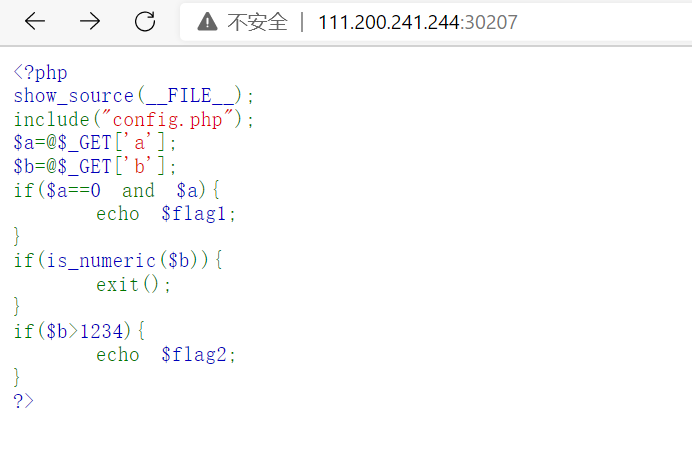 不安全 | 111.200.241.244:30207
<?php
show_source(__FILE__);
include("config.php");
$a=@$_GET['a'];
$b=@$_GET['b'];
if($a==0 and $a){
echo $flag1;
}
if(is_numeric($b)){
exit();
}
if($b>1234){
echo $flag2;
}
?>